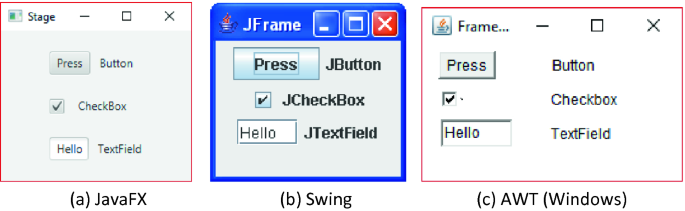 Stage
Press Button
CheckBox
Hello TextField
(a) JavaFX
JFrame
Press JButton
JCheckBox
Hello JTextField
(b) Swing
Frame...
Press Button
Checkbox
Hello TextField
(c) AWT (Windows)